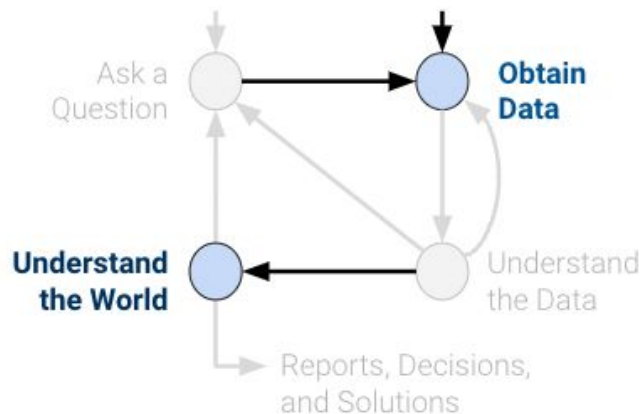 Ask a
Question
Obtain
Data
Understand
the World
Understand
the Data
Reports, Decisions,
and Solutions